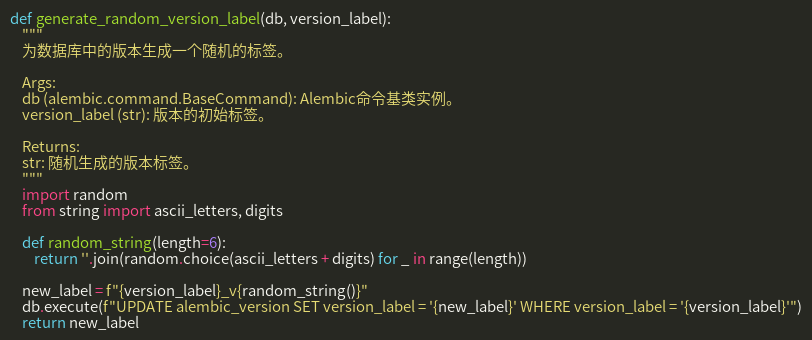 def generate_random_version_label(db, version_label):
"""
为数据库中的版本生成一个随机的标签。
Args:
db (alembic.command.BaseCommand): Alembic命令基类实例。
version_label (str): 版本的初始标签。
Returns:
str: 随机生成的版本标签。
"""
import random
from string import ascii_letters, digits
def random_string(length=6):
return ''.join(random.choice(ascii_letters + digits) for _ in range(length))
new_label = f"{version_label}_v{random_string()}"
db.execute(f"UPDATE alembic_version SET version_label = '{new_label}' WHERE version_label = '{version_label}'")
return new_label